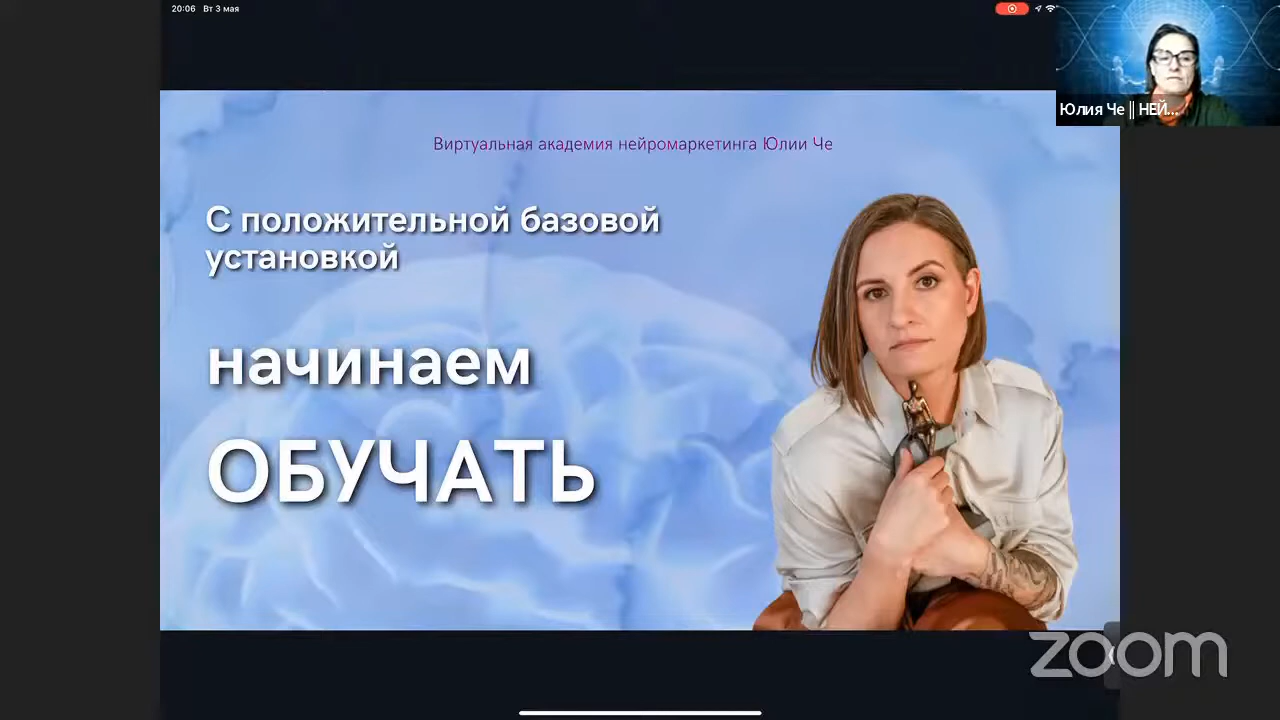 20:06 Вт 3 мая
Юлия Че || НЕЙ...
Виртуальная академия нейромаркетинга Юлии Че
С положительной базовой
установкой
начинаем
ОБУЧАТЬ
zoom